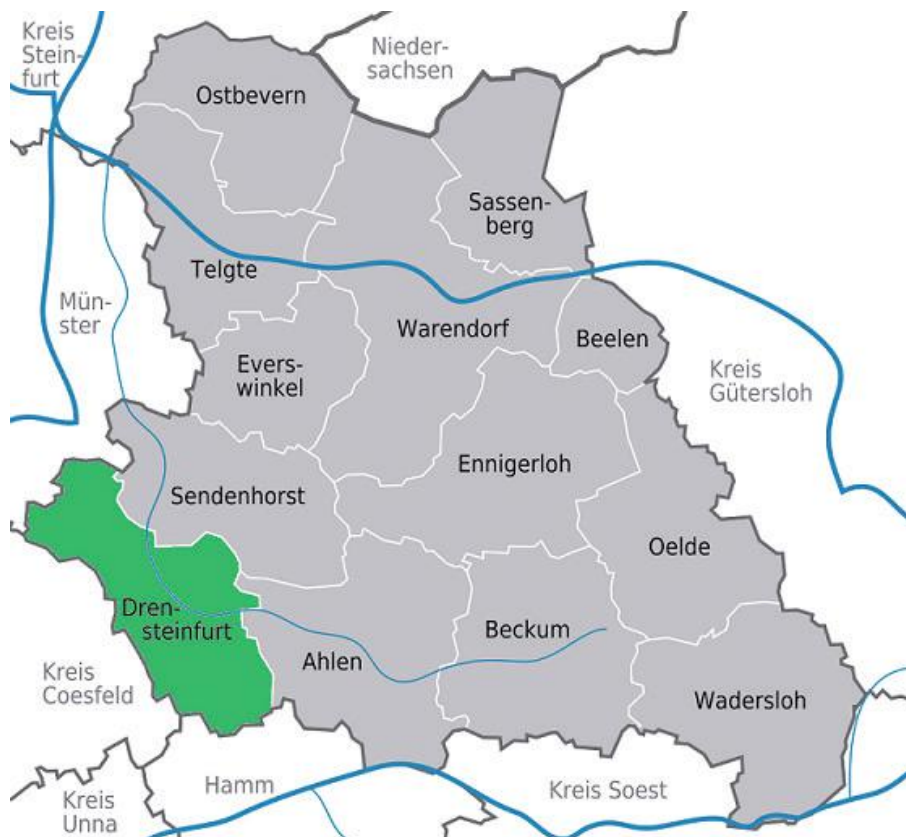 Kreis
Stein-
furt
Nieder-
sachsen
Ostbevern
Sassen-
berg
Telgte
Mün-
ster
Warendorf
Beelen
Evers-
winkel
Kreis
Gütersloh
Ennigerloh
Sendenhorst
Oelde
Dren-
steinfurt
Beckum
Ahlen
Kreis
Coesfeld
Wadersloh
Hamm
Kreis Soest
Kreis
Unna